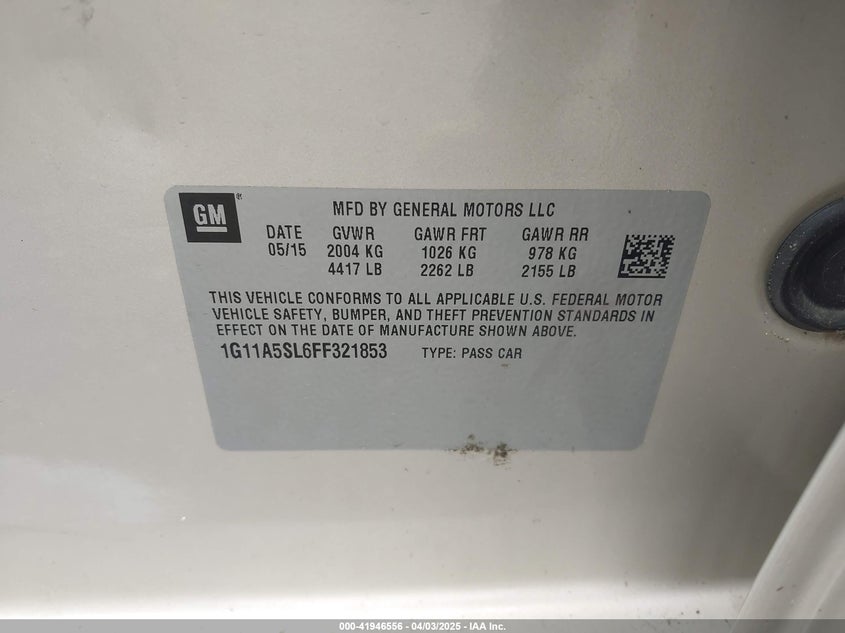 GM®
MFD BY GENERAL MOTORS LLC
DATE GVWR GAWR FRT GAWR RR
05/15 2004 KG 1026 KG 978 KG
4417 LB 2262 LB 2155 LB
THIS VEHICLE CONFORMS TO ALL APPLICABLE U.S. FEDERAL MOTOR
VEHICLE SAFETY, BUMPER, AND THEFT PREVENTION STANDARDS IN
EFFECT ON THE DATE OF MANUFACTURE SHOWN ABOVE.
1G11A5SL6FF321853 TYPE: PASS CAR
000-41946556 - 04/03/2025 - IAA Inc.